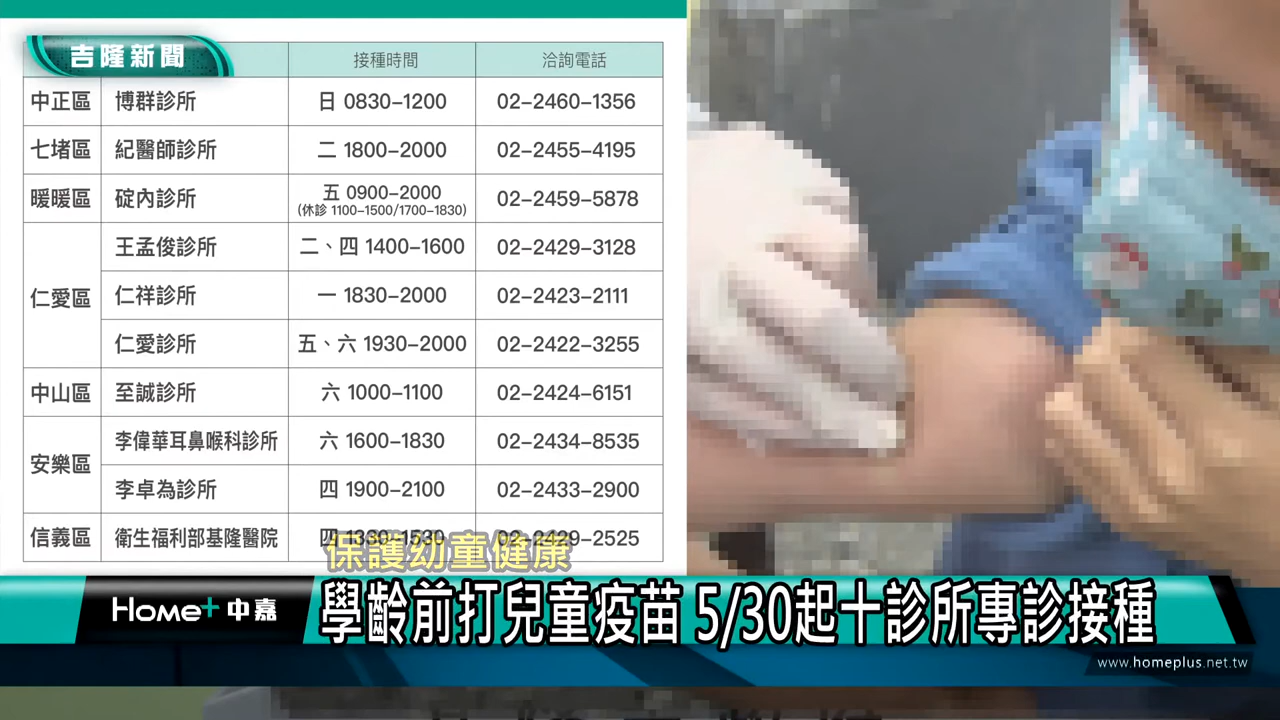 吉隆新聞
接種時間 洽詢電話
中正區 博群診所 日 0830-1200 02-2460-1356
七堵區 紀醫師診所 二 1800-2000 02-2455-4195
暖暖區 碇內診所 五 0900-2000 02-2459-5878
(休診 1100-1500/1700-1830)
仁愛區 王孟俊診所 二、四 1400-1600 02-2429-3128
仁祥診所 一 1830-2000 02-2423-2111
仁愛診所 五、六 1930-2000 02-2422-3255
中山區 至誠診所 六 1000-1100 02-2424-6151
安樂區 李偉華耳鼻喉科診所 六 1600-1830 02-2434-8535
李卓為診所 四 1900-2100 02-2433-2900
信義區 衛生福利部基隆醫院 四 1330-1530 02-2429-2525
保護幼童健康
Home+ 中嘉
學齡前打兒童疫苗 5/30起十診所專診接種
www.homeplus.net.tw